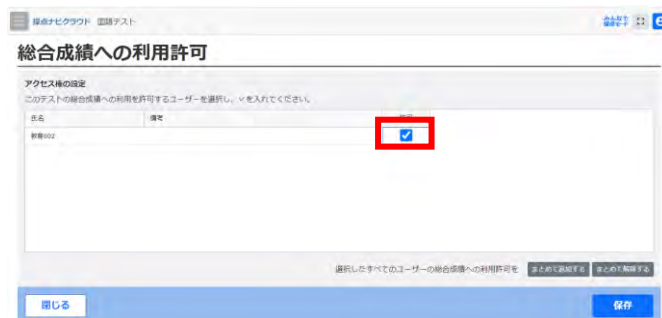 採点ナビクラウド 国語テスト
総合成績への利用許可
アクセス権の設定
このテストの総合成績への利用を許可するユーザーを選択し、✓を入れてください。
氏名 備考
教員002
選択したすべてのユーザーの総合成績への利用許可を まとめて追加する まとめて解除する
閉じる 保存